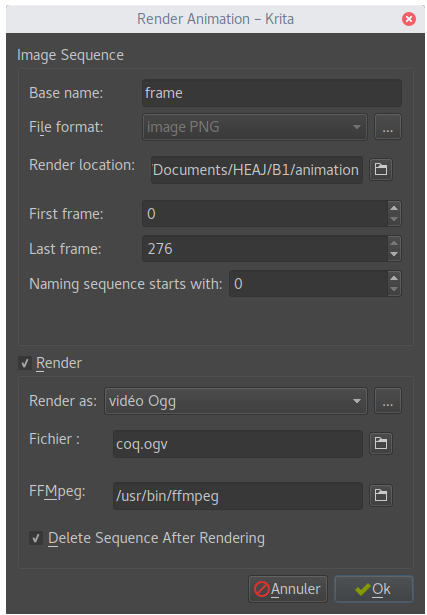 Render Animation – Krita
Image Sequence
Base name: frame
File format: image PNG ...
Render location: 'Documents/HEAJ/B1/animation
First frame: 0
Last frame: 276
Naming sequence starts with: 0
Render
Render as: vidéo Ogg ...
Fichier : coq.ogv
FFMpeg: /usr/bin/ffmpeg
Delete Sequence After Rendering
Annuler Ok